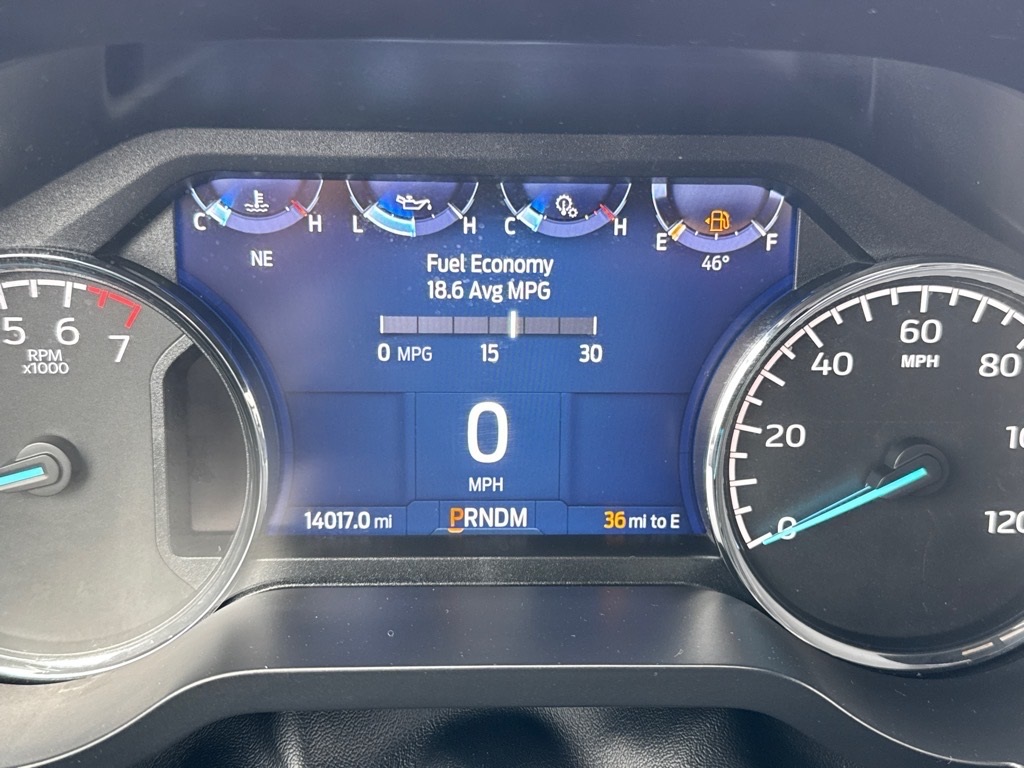 C H
L H
C H
E F
NE
46°
Fuel Economy
18.6 Avg MPG
0 MPG 15 30
5 6 7
RPM
x1000
0
MPH
14017.0 mi
PRNDM
36 mi to E
0 20 40 60 80
MPH
120